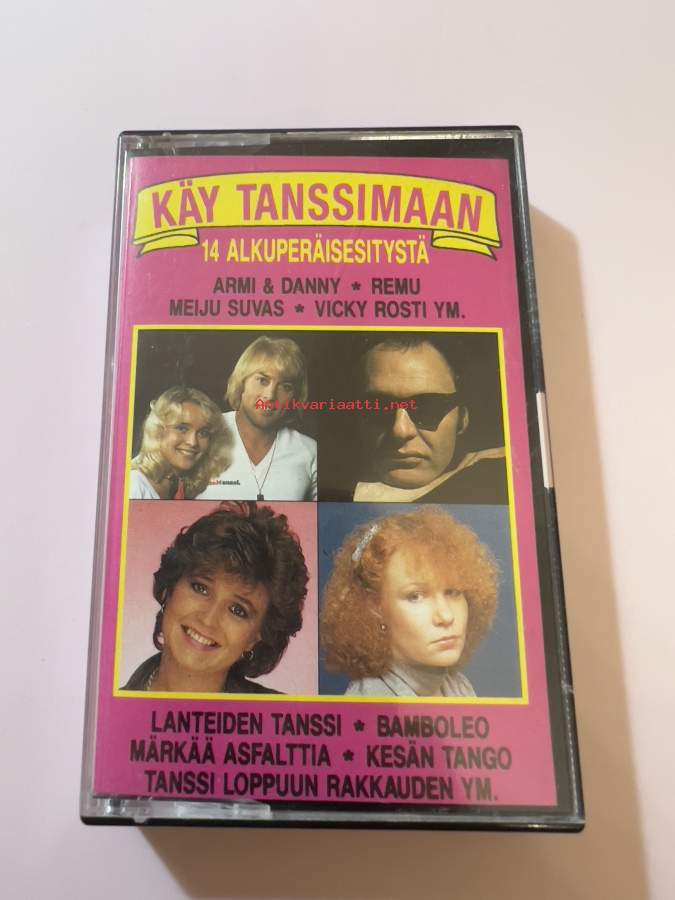 KÄY TANSSIMAAN
14 ALKUPERÄISESITYSTÄ
ARMI & DANNY * REMU
MEIJU SUVAS * VICKY ROSTI YM.
Antikvariaatti.net
LANTEIDEN TANSSI * BAMBOLEO
MÄRKÄÄ ASFALTTIA * KESÄN TANGO
TANSSI LOPPUUN RAKKAUDEN YM.